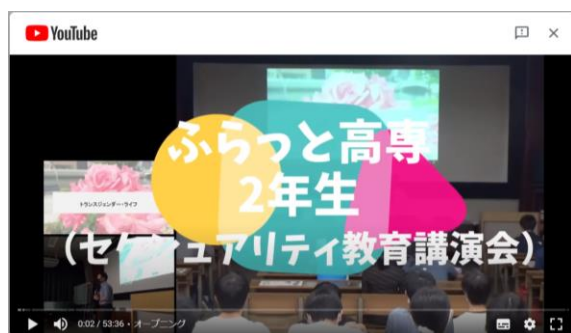 YouTube
ふらっと高専
2年生
トランスジェンダー・ライフ
(セクシュアリティ教育講演会)
0:02 / 53:36・オープニング